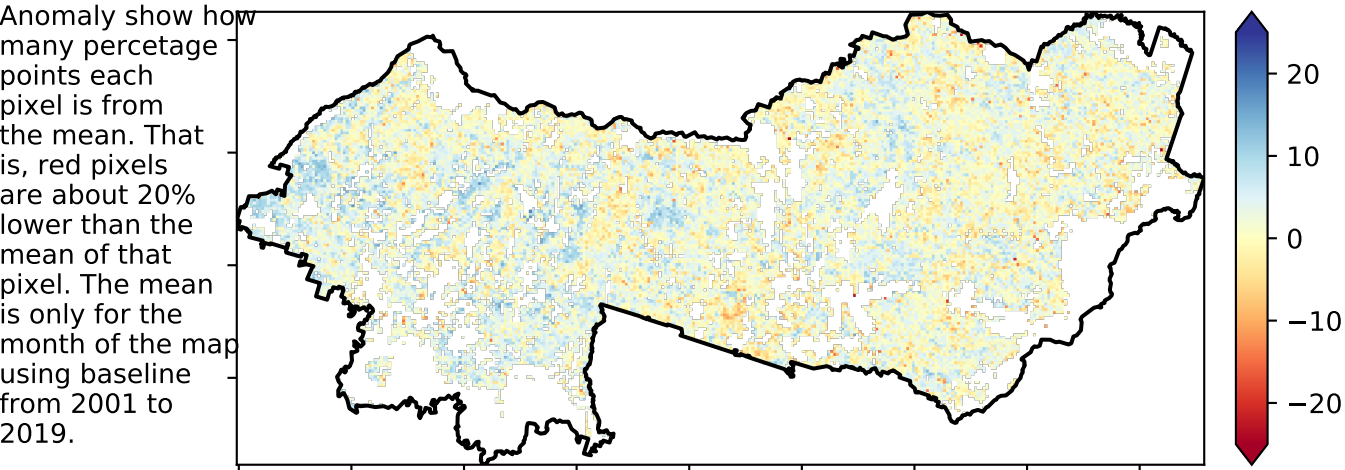 Anomaly show how
many percetage
points each
pixel is from
the mean. That
is, red pixels
are about 20%
lower than the
mean of that
pixel. The mean
is only for the
month of the map
using baseline
from 2001 to
2019.
20
10
0
−10
−20